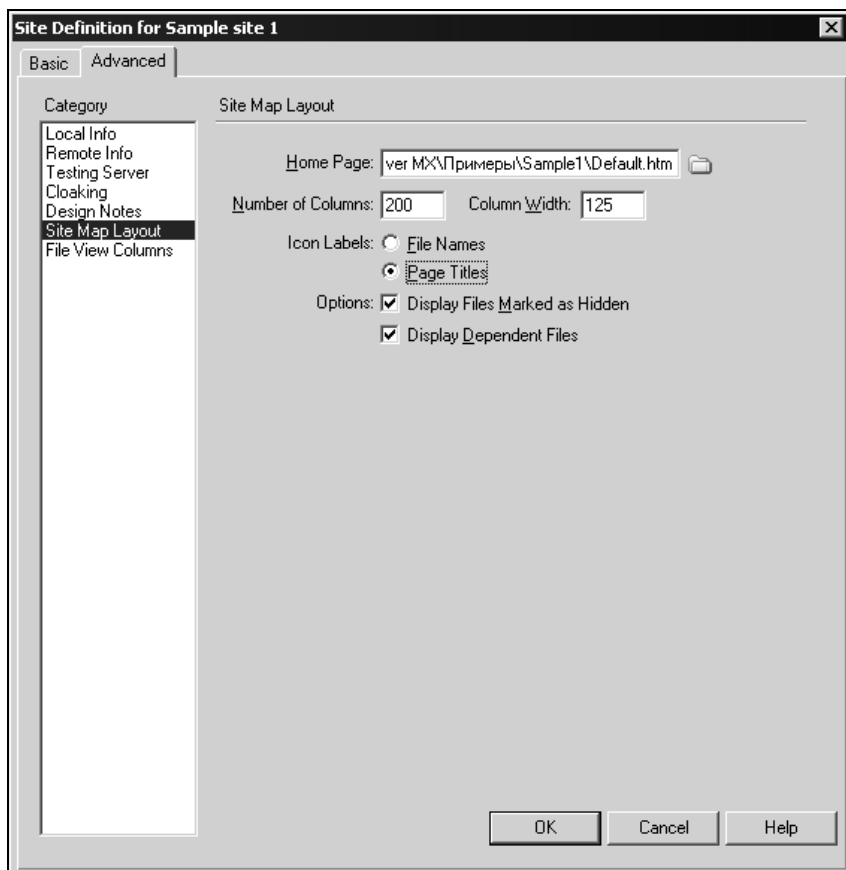 Site Definition for Sample site 1
Basic Advanced
Category
Local Info
Remote Info
Testing Server
Cloaking
Design Notes
Site Map Layout
File View Columns
Site Map Layout
Home Page: ver MX\Примеры\Sample1\Default.htm
Number of Columns: 200 Column Width: 125
Icon Labels: File Names
Page Titles
Options: Display Files Marked as Hidden
Display Dependent Files
OK Cancel Help